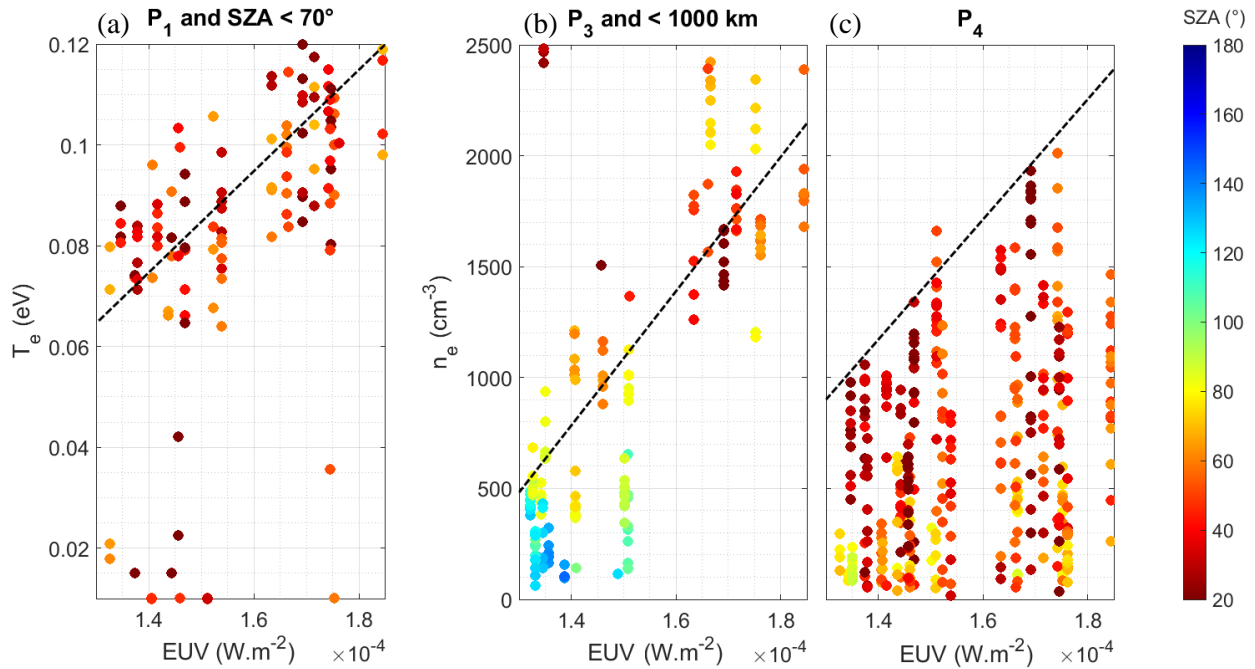 (a) P1 and SZA < 70°
(b) P3 and < 1000 km
(c) P4
SZA (°)
0.12
0.1
0.08
0.06
0.04
0.02
Te (eV)
1.4 1.6 1.8
EUV (W.m-2) ×10-4
2500
2000
1500
1000
500
0
ne (cm-3)
1.4 1.6 1.8
EUV (W.m-2) ×10-4
1.4 1.6 1.8
EUV (W.m-2) ×10-4
180
160
140
120
100
80
60
40
20